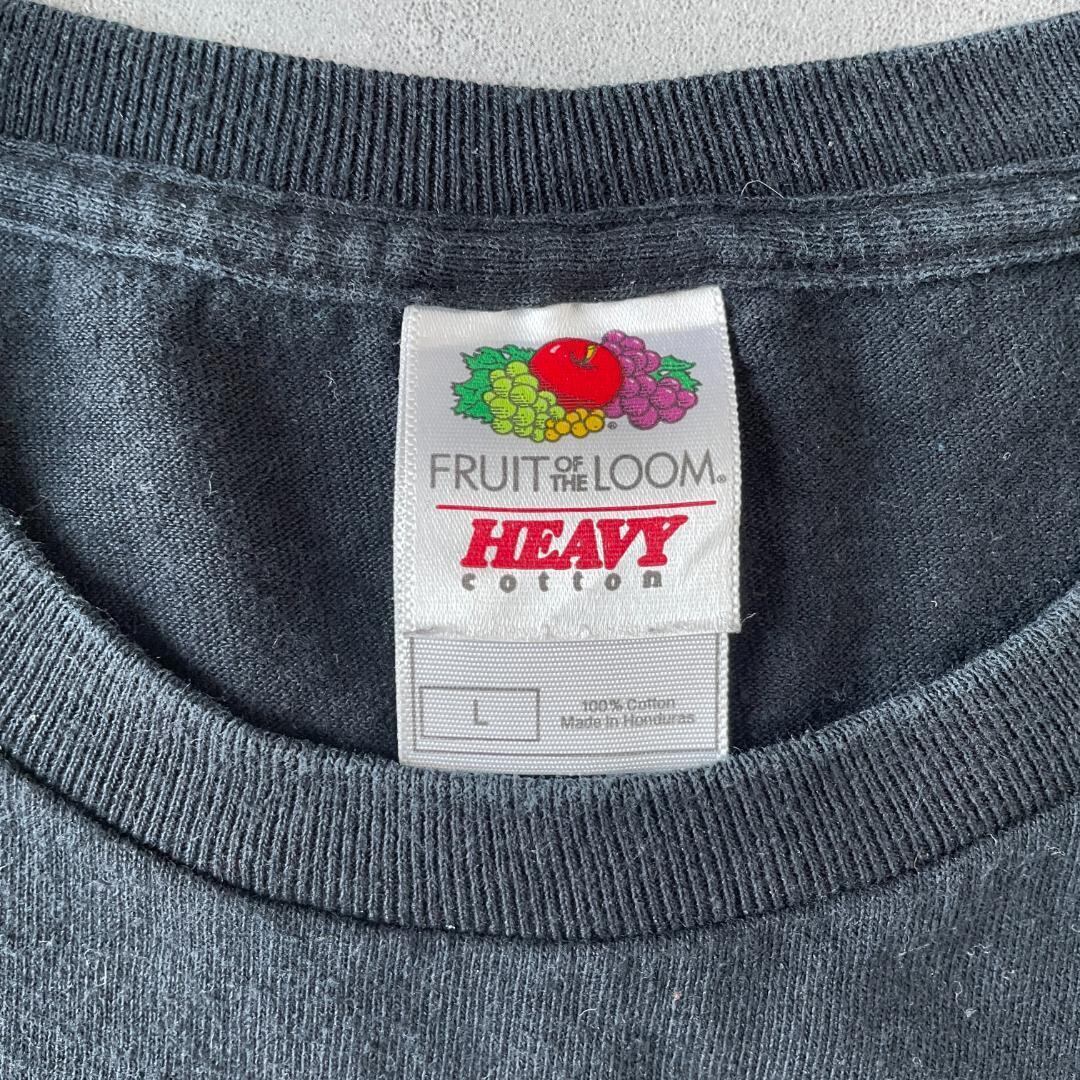 ®
FRUIT OF THE LOOM®
HEAVY
cotton
L
100% Cotton
Made in Honduras